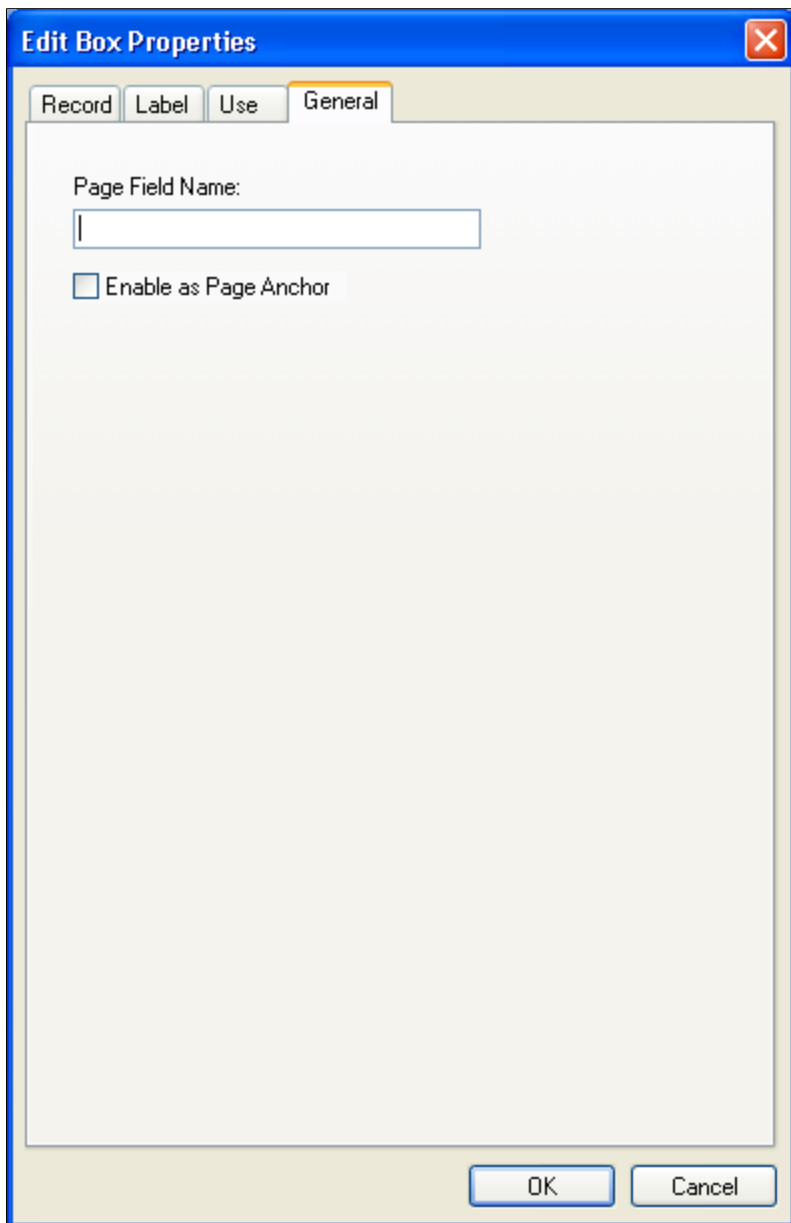 Edit Box Properties
Record Label Use General
Page Field Name:
Enable as Page Anchor
OK Cancel